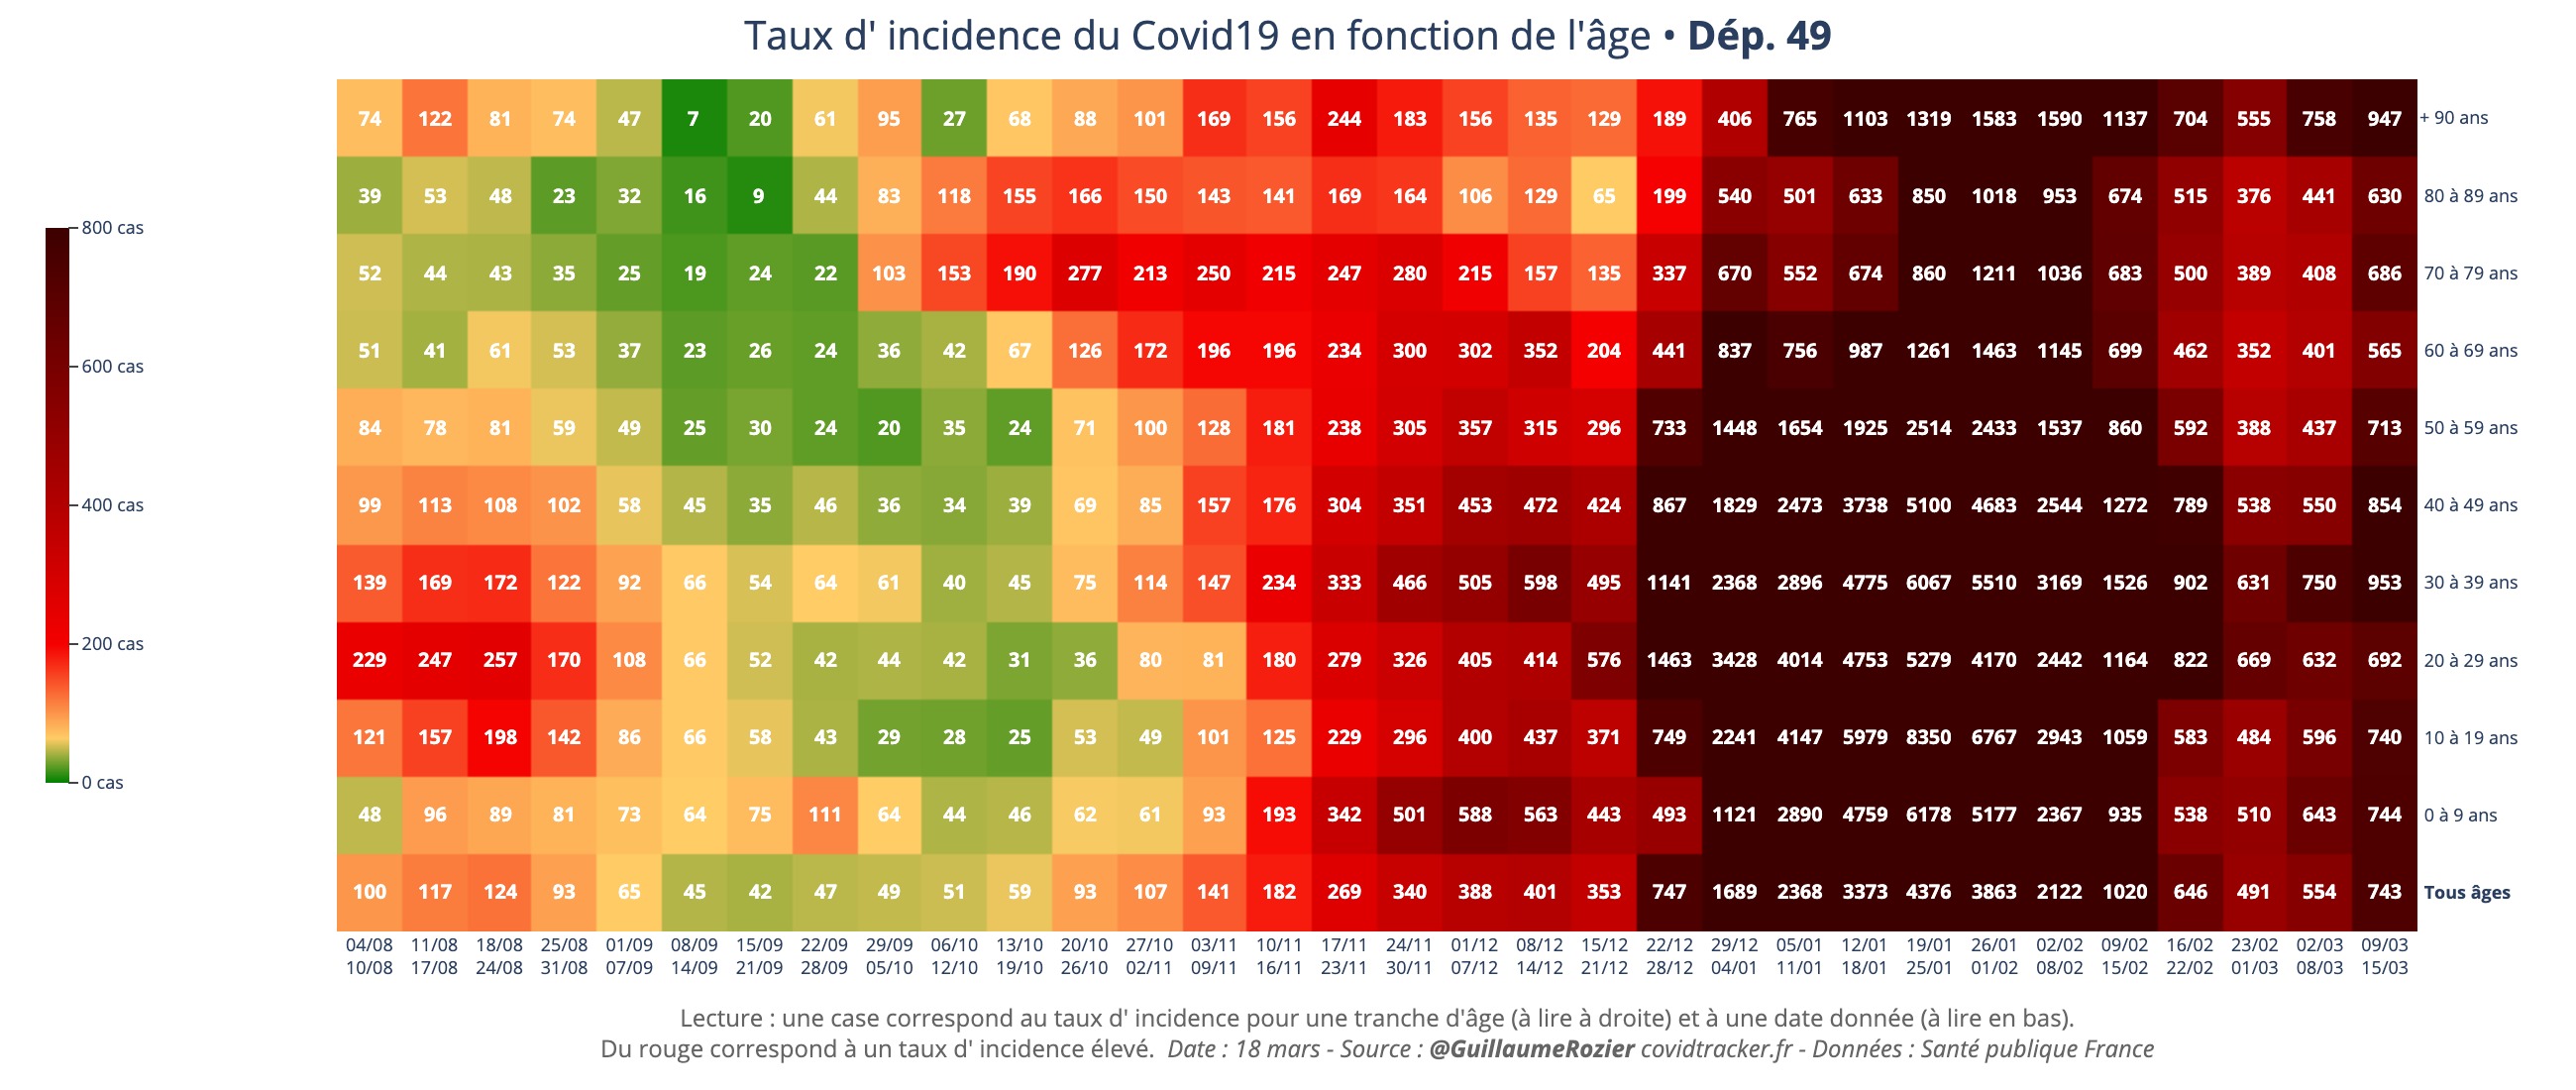 Taux d' incidence du Covid19 en fonction de l'âge • Dép. 49
74 122 81 74 47 7 20 61 95 27 68 88 101 169 156 244 183 156 135 129 189 406 765 1103 1319 1583 1590 1137 704 555 758 947 + 90 ans
39 53 48 23 32 16 9 44 83 118 155 166 150 143 141 169 164 106 129 65 199 540 501 633 850 1018 953 674 515 376 441 630 80 à 89 ans
800 cas
52 44 43 35 25 19 24 22 103 153 190 277 213 250 215 247 280 215 157 135 337 670 552 674 860 1211 1036 683 500 389 408 686 70 à 79 ans
51 41 61 53 37 23 26 24 36 42 67 126 172 196 196 234 300 302 352 204 441 837 756 987 1261 1463 1145 699 462 352 401 565 60 à 69 ans
600 cas
84 78 81 59 49 25 30 24 20 35 24 71 100 128 181 238 305 357 315 296 733 1448 1654 1925 2514 2433 1537 860 592 388 437 713 50 à 59 ans
400 cas
99 113 108 102 58 45 35 46 36 34 39 69 85 157 176 304 351 453 472 424 867 1829 2473 3738 5100 4683 2544 1272 789 538 550 854 40 à 49 ans
139 169 172 122 92 66 54 64 61 40 45 75 114 147 234 333 466 505 598 495 1141 2368 2896 4775 6067 5510 3169 1526 902 631 750 953 30 à 39 ans
200 cas
229 247 257 170 108 66 52 42 44 42 31 36 80 81 180 279 326 405 414 576 1463 3428 4014 4753 5279 4170 2442 1164 822 669 632 692 20 à 29 ans
121 157 198 142 86 66 58 43 29 28 25 53 49 101 125 229 296 400 437 371 749 2241 4147 5979 8350 6767 2943 1059 583 484 596 740 10 à 19 ans
0 cas
48 96 89 81 73 64 75 111 64 44 46 62 61 93 193 342 501 588 563 443 493 1121 2890 4759 6178 5177 2367 935 538 510 643 744 0 à 9 ans
100 117 124 93 65 45 42 47 49 51 59 93 107 141 182 269 340 388 401 353 747 1689 2368 3373 4376 3863 2122 1020 646 491 554 743 Tous âges
04/08 11/08 18/08 25/08 01/09 08/09 15/09 22/09 29/09 06/10 13/10 20/10 27/10 03/11 10/11 17/11 24/11 01/12 08/12 15/12 22/12 29/12 05/01 12/01 19/01 26/01 02/02 09/02 16/02 23/02 02/03 09/03
10/08 17/08 24/08 31/08 07/09 14/09 21/09 28/09 05/10 12/10 19/10 26/10 02/11 09/11 16/11 23/11 30/11 07/12 14/12 21/12 28/12 04/01 11/01 18/01 25/01 01/02 08/02 15/02 22/02 01/03 08/03 15/03
Lecture : une case correspond au taux d' incidence pour une tranche d'âge (à lire à droite) et à une date donnée (à lire en bas).
Du rouge correspond à un taux d' incidence élevé. Date : 18 mars - Source : @GuillaumeRozier covidtracker.fr - Données : Santé publique France